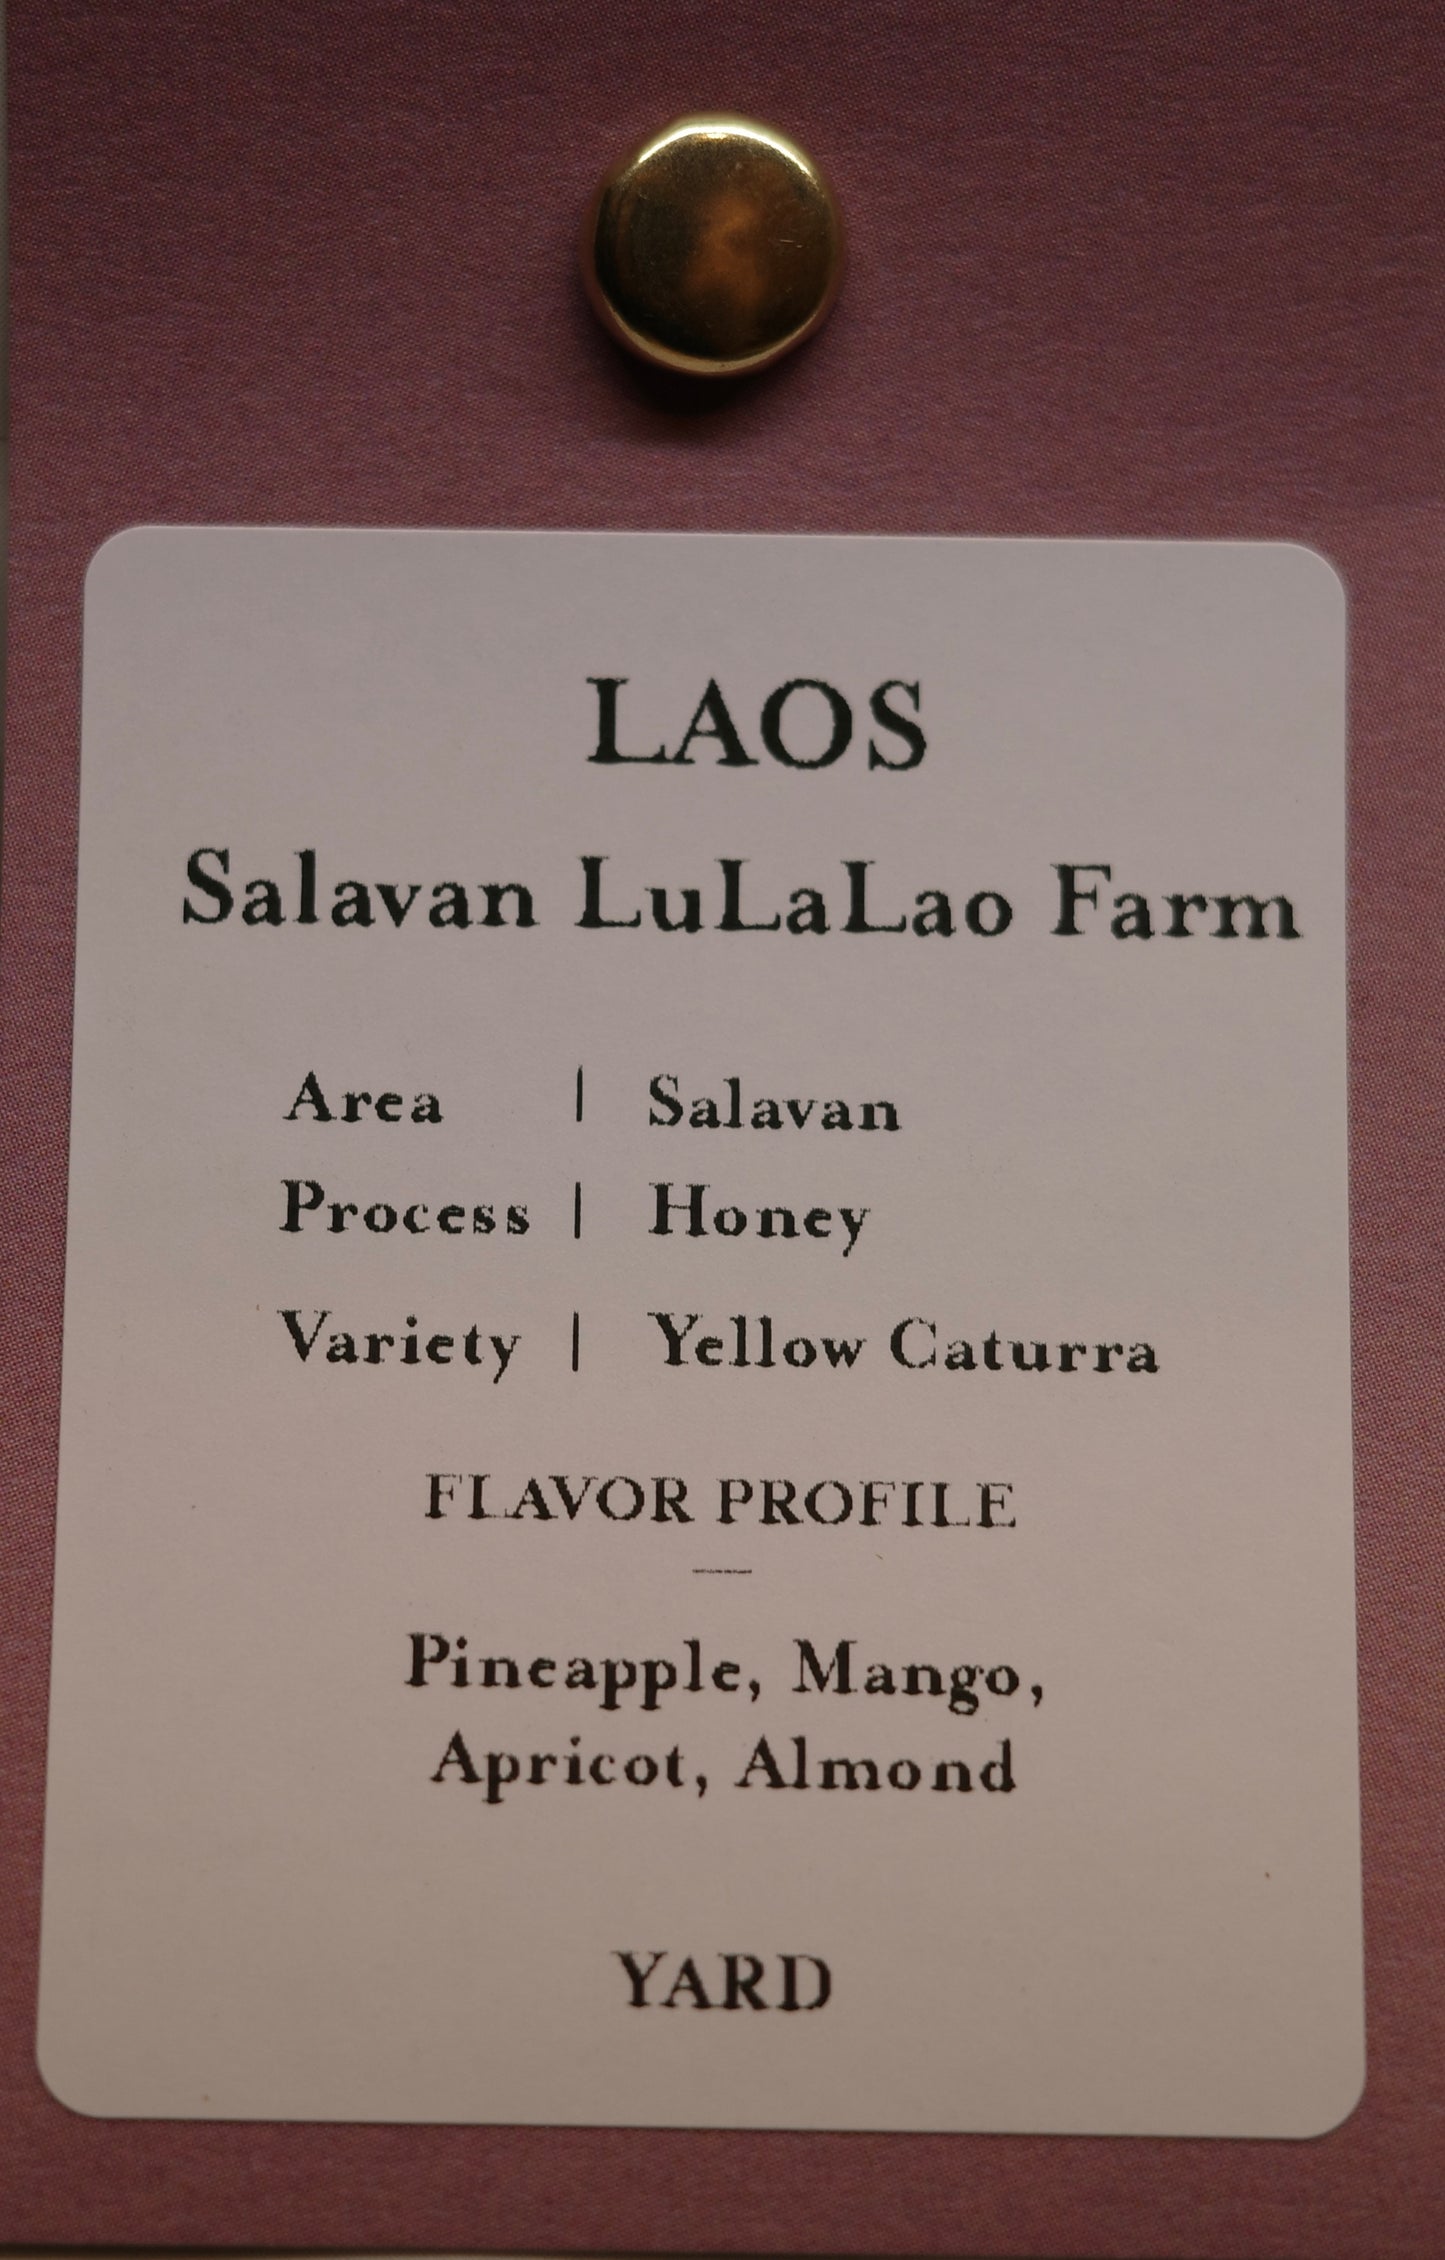 LAOS
Salavan LuLaLao Farm
Area | Salavan
Process | Honey
Variety | Yellow Caturra
FLAVOR PROFILE
Pineapple, Mango,
Apricot, Almond
YARD